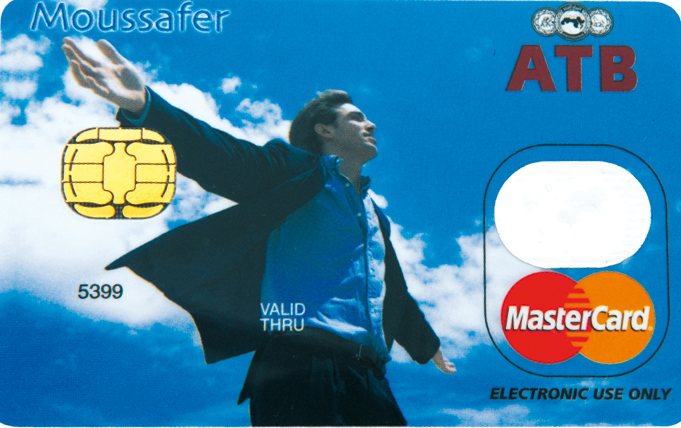 Moussafer
ATB
5399
VALID
THRU
MasterCard
ELECTRONIC USE ONLY